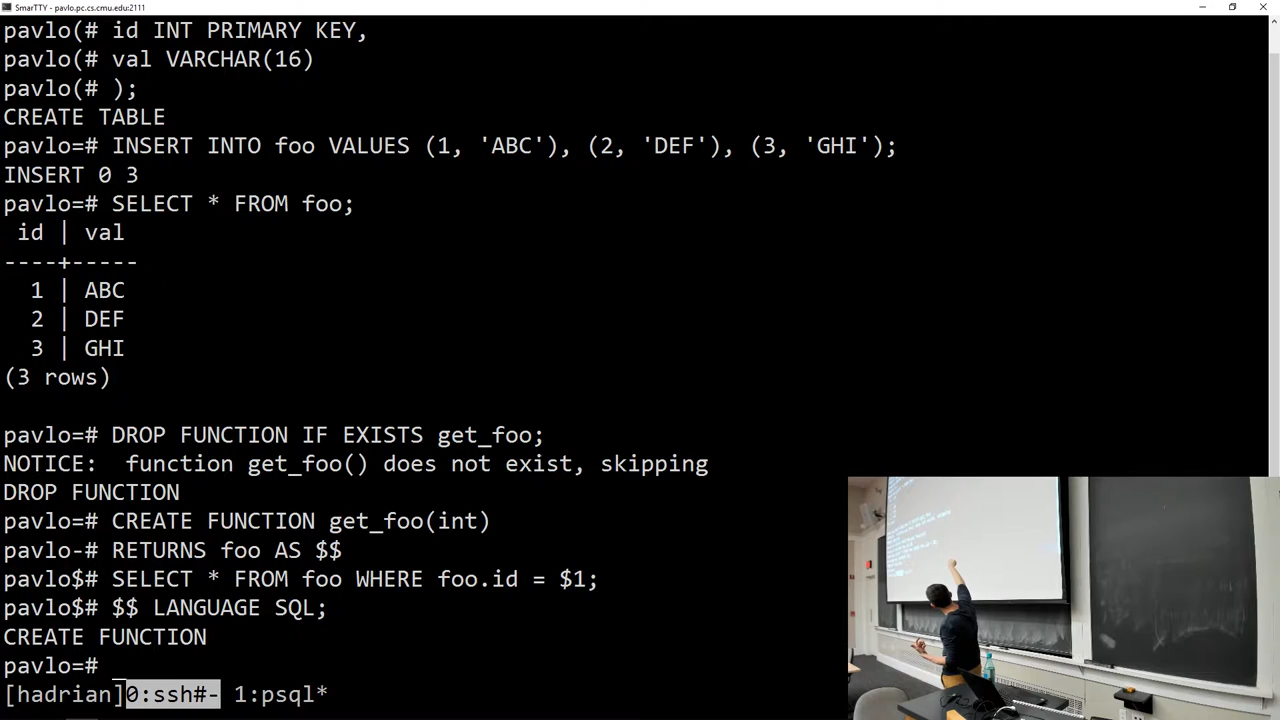 SmarTTY - pavlo.pc.cs.cmu.edu:2111
pavlo(# id INT PRIMARY KEY,
pavlo(# val VARCHAR(16)
pavlo(# );
CREATE TABLE
pavlo=# INSERT INTO foo VALUES (1, 'ABC'), (2, 'DEF'), (3, 'GHI');
INSERT 0 3
pavlo=# SELECT * FROM foo;
 id | val
----+-----
  1 | ABC
  2 | DEF
  3 | GHI
(3 rows)
pavlo=# DROP FUNCTION IF EXISTS get_foo;
NOTICE:  function get_foo() does not exist, skipping
DROP FUNCTION
pavlo=# CREATE FUNCTION get_foo(int)
pavlo-# RETURNS foo AS $$
pavlo$# SELECT * FROM foo WHERE foo.id = $1;
pavlo$# $$ LANGUAGE SQL;
CREATE FUNCTION
pavlo=#
[hadrian]0:ssh#- 1:psql*